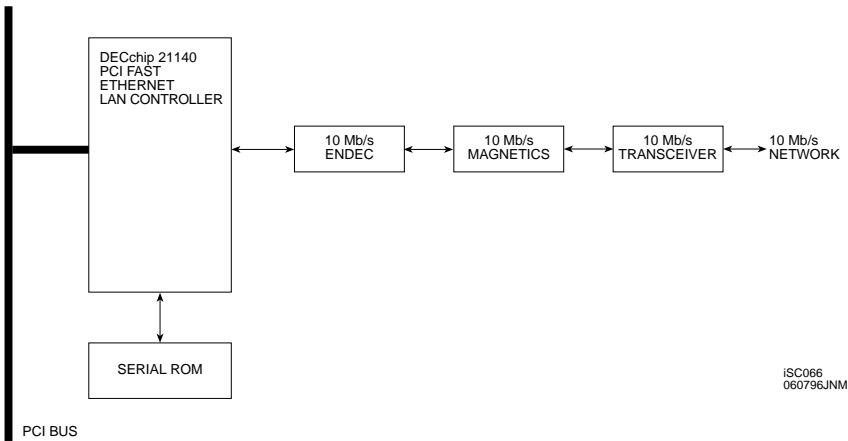 DECchip 21140
PCI FAST
ETHERNET
LAN CONTROLLER
10 Mb/s
ENDEC
10 Mb/s
MAGNETICS
10 Mb/s
TRANSCEIVER
10 Mb/s
NETWORK
SERIAL ROM
iSC066
060796JNM
PCI BUS